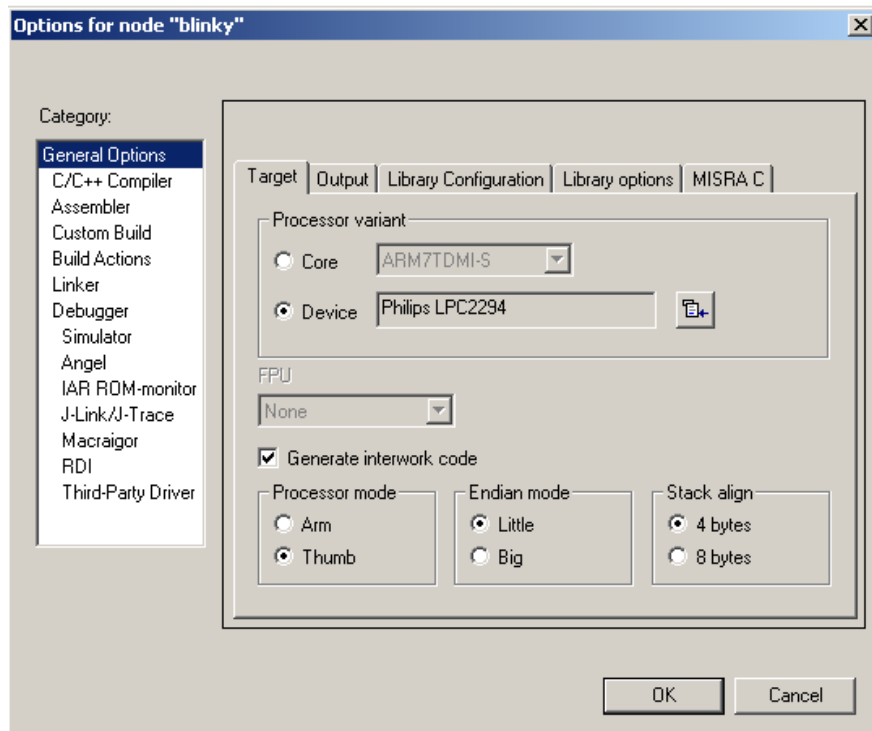 Options for node "blinky"
Category:
General Options
C/C++ Compiler
Assembler
Custom Build
Build Actions
Linker
Debugger
Simulator
Angel
IAR ROM-monitor
J-Link/J-Trace
Macraigor
RDI
Third-Party Driver
Target Output Library Configuration Library options MISRA C
Processor variant
Core ARM7TDMI-S
Device Philips LPC2294
FPU
None
Generate interwork code
Processor mode
Arm
Thumb
Endian mode
Little
Big
Stack align
4 bytes
8 bytes
OK Cancel